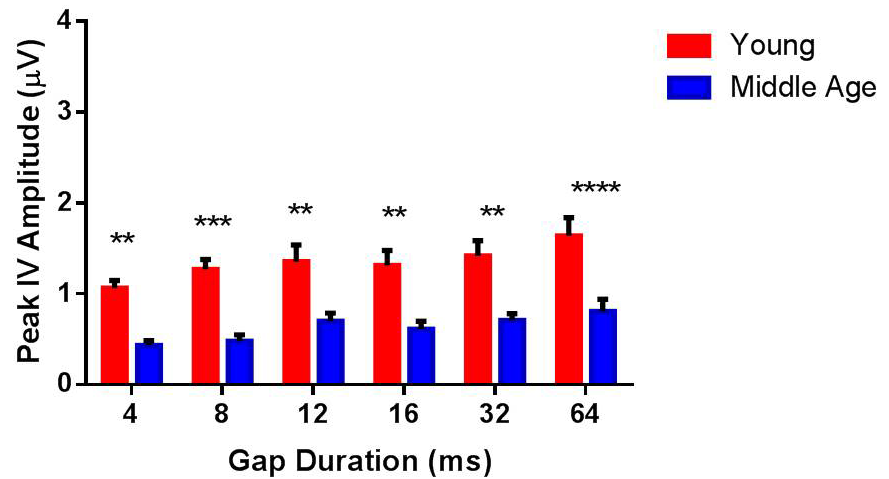 4
3
2
1
0
Peak IV Amplitude (μV)
Young
Middle Age
**
***
**
**
**
****
4 8 12 16 32 64
Gap Duration (ms)